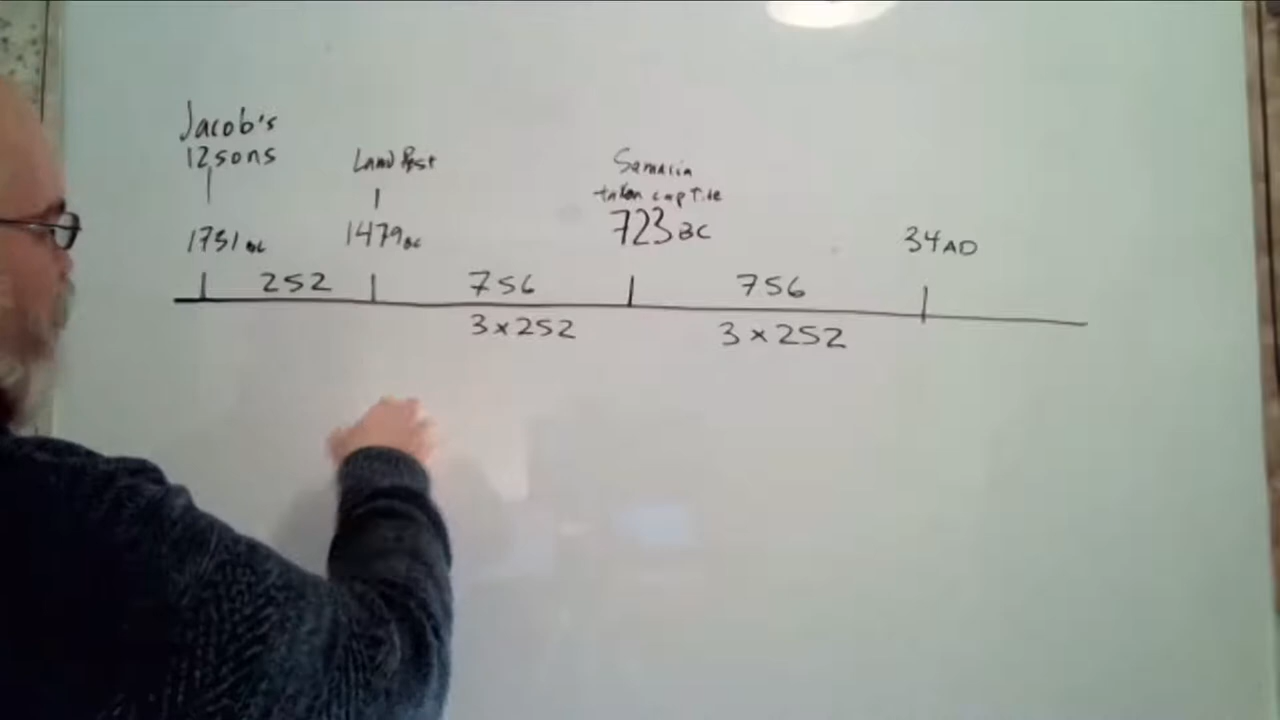 Jacob's
12 sons
1731 BC
Land Rest
1479 BC
Samaria
taken captive
723 BC
34 AD
252
756
756
3 x 252
3 x 252